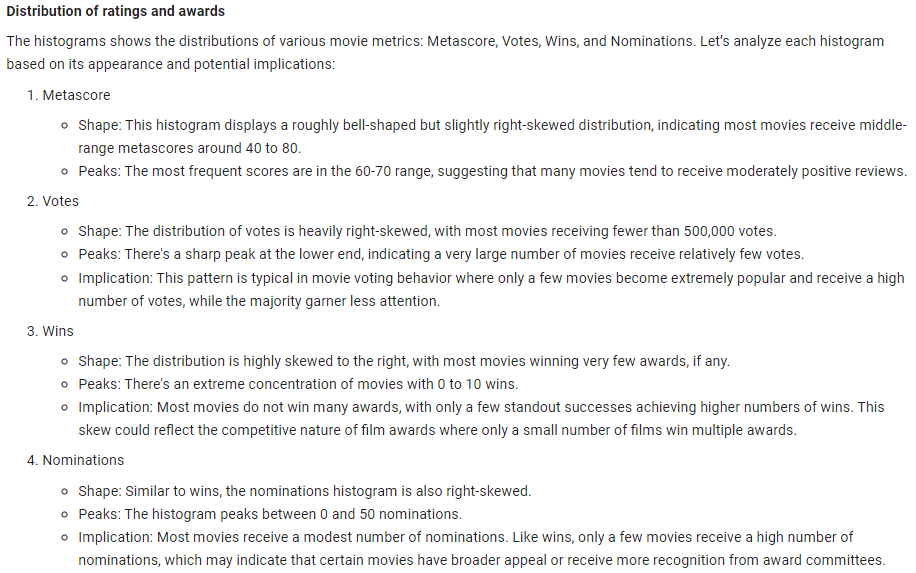 Distribution of ratings and awards
The histograms shows the distributions of various movie metrics: Metascore, Votes, Wins, and Nominations. Let's analyze each histogram
based on its appearance and potential implications:
1. Metascore
○ Shape: This histogram displays a roughly bell-shaped but slightly right-skewed distribution, indicating most movies receive middle-
range metascores around 40 to 80.
○ Peaks: The most frequent scores are in the 60-70 range, suggesting that many movies tend to receive moderately positive reviews.
2. Votes
○ Shape: The distribution of votes is heavily right-skewed, with most movies receiving fewer than 500,000 votes.
○ Peaks: There's a sharp peak at the lower end, indicating a very large number of movies receive relatively few votes.
○ Implication: This pattern is typical in movie voting behavior where only a few movies become extremely popular and receive a high
number of votes, while the majority garner less attention.
3. Wins
○ Shape: The distribution is highly skewed to the right, with most movies winning very few awards, if any.
○ Peaks: There's an extreme concentration of movies with 0 to 10 wins.
○ Implication: Most movies do not win many awards, with only a few standout successes achieving higher numbers of wins. This
skew could reflect the competitive nature of film awards where only a small number of films win multiple awards.
4. Nominations
○ Shape: Similar to wins, the nominations histogram is also right-skewed.
○ Peaks: The histogram peaks between 0 and 50 nominations.
○ Implication: Most movies receive a modest number of nominations. Like wins, only a few movies receive a high number of
nominations, which may indicate that certain movies have broader appeal or receive more recognition from award committees.